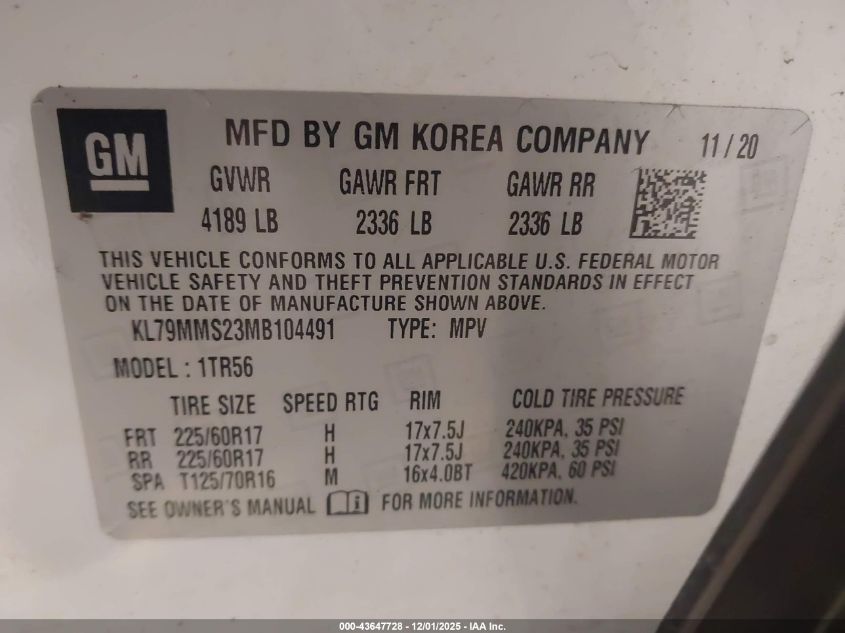 GM
MFD BY GM KOREA COMPANY 11/20
GVWR GAWR FRT GAWR RR
4189 LB 2336 LB 2336 LB
THIS VEHICLE CONFORMS TO ALL APPLICABLE U.S. FEDERAL MOTOR
VEHICLE SAFETY AND THEFT PREVENTION STANDARDS IN EFFECT
ON THE DATE OF MANUFACTURE SHOWN ABOVE.
KL79MMS23MB104491 TYPE: MPV
MODEL: 1TR56
TIRE SIZE SPEED RTG RIM COLD TIRE PRESSURE
FRT 225/60R17 H 17x7.5J 240KPA, 35 PSI
RR 225/60R17 H 17x7.5J 240KPA, 35 PSI
SPA T125/70R16 M 16x4.0BT 420KPA, 60 PSI
SEE OWNER'S MANUAL i FOR MORE INFORMATION.
000-43647728 - 12/01/2025 - IAA Inc.